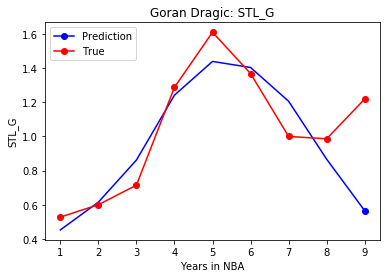 Goran Dragic: STL_G
Prediction
True
STL_G
1.6
1.4
1.2
1.0
0.8
0.6
0.4
1 2 3 4 5 6 7 8 9
Years in NBA